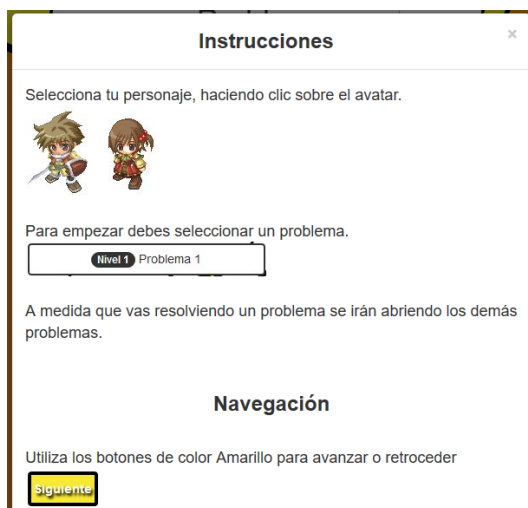 Instrucciones
×
Selecciona tu personaje, haciendo clic sobre el avatar.
Para empezar debes seleccionar un problema.
Nivel 1 Problema 1
A medida que vas resolviendo un problema se irán abriendo los demás
problemas.
Navegación
Utiliza los botones de color Amarillo para avanzar o retroceder
Siguiente